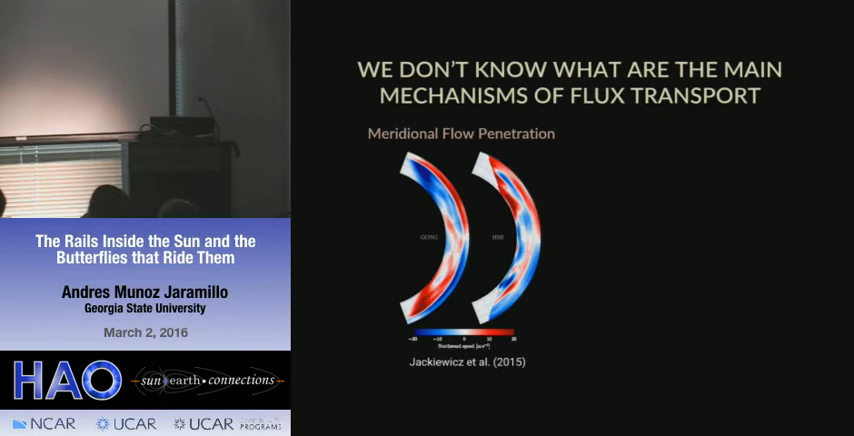 The Rails Inside the Sun and the
Butterflies that Ride Them
Andres Munoz Jaramillo
Georgia State University
March 2, 2016
HAO
sun earth • connections
NCAR
UCAR
UCAR
PROGRAMS
WE DON'T KNOW WHAT ARE THE MAIN
MECHANISMS OF FLUX TRANSPORT
Meridional Flow Penetration
GONG
HMI
Jackiewicz et al. (2015)